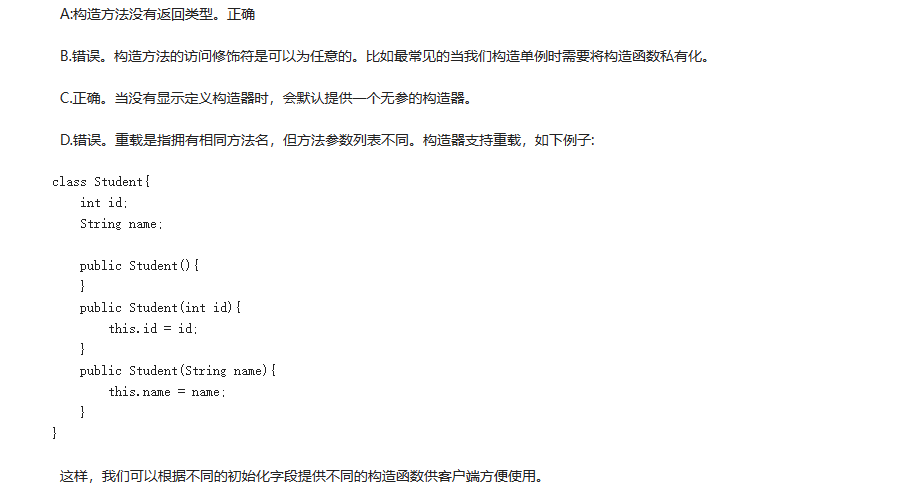 A:构造方法没有返回类型。正确
B.错误。构造方法的访问修饰符是可以为任意的。比如最常见的当我们构造单例时需要将构造函数私有化。
C.正确。当没有显示定义构造器时，会默认提供一个无参的构造器。
D.错误。重载是指拥有相同方法名，但方法参数列表不同。构造器支持重载，如下例子:
class Student{
    int id;
    String name;
    public Student(){
    }
    public Student(int id){
        this.id = id;
    }
    public Student(String name){
        this.name = name;
    }
}
这样，我们可以根据不同的初始化字段提供不同的构造函数供客户端方便使用。